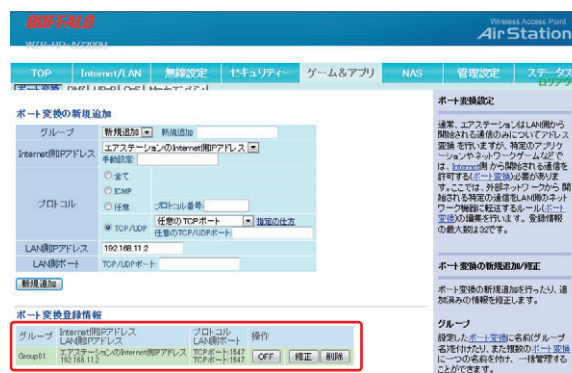 BUFFALO
Wireless Access Point
AirStation
TOP Internet/LAN 無線設定 セキュリティー ゲーム&アプリ NAS 管理設定 ステータス
ログアウト
ポート変換の新規追加
グループ 新規追加 新規追加
Internet側IPアドレス エアステーションのInternet側IPアドレス
手動設定
全て
ICMP
プロトコル 任意 プロトコル番号
TCP/UDP 任意のTCPポート 指定の仕方
任意のTCP/UDPポート
LAN側IPアドレス 192.168.11.2
LAN側ポート TCP/UDPポート
新規追加
ポート変換登録情報
グループ Internet側IPアドレス プロトコル 操作
LAN側IPアドレス LAN側ポート
Group01 エアステーションのInternet側IPアドレス TCPポート:1547 OFF 修正 削除
192.168.11.2 TCPポート:1547
ポート変換設定
通常、エアステーションはLAN側から
開始される通信のみについてアドレス
変換を行いますが、特定のアプリケ
ーションやネットワークゲームなどで
は、Internet側から開始される通信を
許可する(ポート変換)必要がありま
す。ここでは、外部ネットワークから開
始される特定の通信をLAN側のネット
ワーク機器に転送するルール(ポート
変換)の編集を行います。登録情報
の最大数は32です。
ポート変換の新規追加/修正
ポート変換の新規追加を行ったり、追
加済みの情報を修正します。
グループ
設定したポート変換に名前(グループ
名)を付けたり、また複数のポート変換
に一つの名前を付け、一括管理する
ことができます。